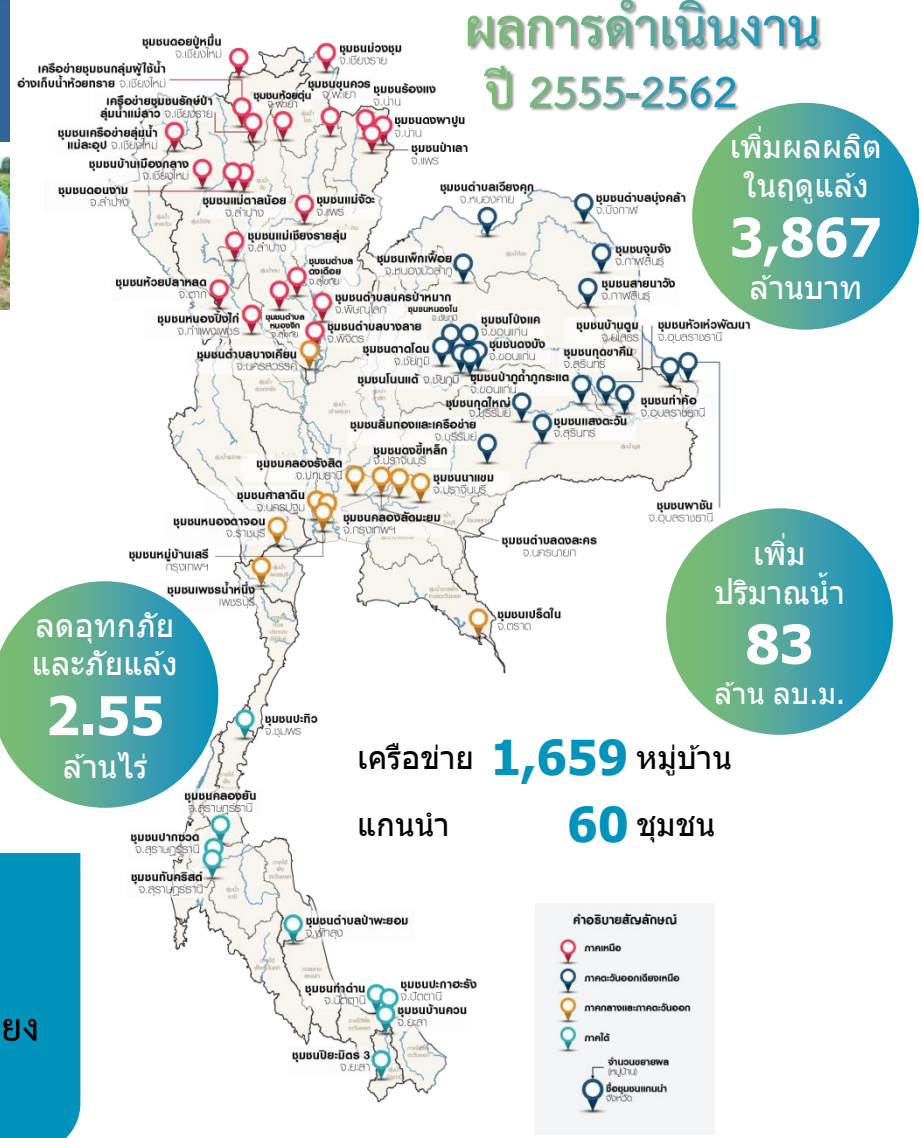 ผลการดำเนินงาน
ปี 2555-2562
ชุมชนดอยปู่หมื่น
จ.เชียงใหม่
ชุมชนม่วงชุม
จ.เชียงราย
เครือข่ายชุมชนกลุ่มผู้ใช้น้ำ
อ่างเก็บน้ำห้วยทราย จ.เชียงใหม่
ชุมชนขุนควร
จ.พะเยา
ชุมชนห้วยตุ่น
จ.พะเยา
ชุมชนร้องแง
จ.น่าน
เครือข่ายชุมชนรักษ์ป่า
ลุ่มน้ำแม่ลาว จ.เชียงราย
ชุมชนดงผาปูน
จ.น่าน
ชุมชนเครือข่ายลุ่มน้ำ
แม่ละอุป จ.เชียงใหม่
ชุมชนป่าเลา
จ.แพร่
ชุมชนบ้านเมืองกลาง
จ.เชียงใหม่
ชุมชนดอนงาม
จ.ลำปาง
ชุมชนแม่ตาลน้อย
จ.ลำปาง
ชุมชนแม่จัวะ
จ.แพร่
ชุมชนแม่เชียงรายลุ่ม
จ.ลำปาง
ชุมชนตำบล
ดงเดือย
จ.สุโขทัย
ชุมชนห้วยปลาหลด
จ.ตาก
ชุมชนตำบลนครป่าหมาก
จ.พิษณุโลก
ชุมชนหนองปิ้งไก่
จ.กำแพงเพชร
ชุมชนตำบล
หนองจิก
จ.สุโขทัย
ชุมชนตำบลบางลาย
จ.พิจิตร
ชุมชนตำบลบางเคียน
จ.นครสวรรค์
ชุมชนตำบลเวียงคุก
จ.หนองคาย
ชุมชนตำบลบุ่งคล้า
จ.บึงกาฬ
ชุมชนเพ็กเฟื้อย
จ.หนองบัวลำภู
ชุมชนจุมจัง
จ.กาฬสินธุ์
ชุมชนสายนาวัง
จ.กาฬสินธุ์
ชุมชนหนองโน
จ.ชัยภูมิ
ชุมชนโป่งแค
จ.ขอนแก่น
ชุมชนบ้านตูม
จ.ยโสธร
ชุมชนหัวเห่วพัฒนา
จ.อุบลราชธานี
ชุมชนตาดโตน
จ.ชัยภูมิ
ชุมชนดงบัง
จ.ขอนแก่น
ชุมชนกุดขาคีม
จ.สุรินทร์
ชุมชนโนนแต้ จ.ชัยภูมิ
ชุมชนป่าภูถ้ำภูกระแต
จ.ขอนแก่น
ชุมชนกุดใหญ่
จ.บุรีรัมย์
ชุมชนท่าค้อ
จ.อุบลราชธานี
ชุมชนลิ่มทองและเครือข่าย
จ.บุรีรัมย์
ชุมชนแสงตะวัน
จ.สุรินทร์
ชุมชนผาชัน
จ.อุบลราชธานี
ชุมชนคลองรังสิต
จ.ปทุมธานี
ชุมชนดงขี้เหล็ก
จ.ปราจีนบุรี
ชุมชนนาแขม
จ.ปราจีนบุรี
ชุมชนศาลาดิน
จ.นครปฐม
ชุมชนคลองลัดมะยม
จ.กรุงเทพฯ
ชุมชนหนองตาจอน
จ.ราชบุรี
ชุมชนตำบลดงละคร
จ.นครนายก
ชุมชนหมู่บ้านเสรี
กรุงเทพฯ
ชุมชนเพชรน้ำหนึ่ง
เพชรบุรี
ชุมชนเปร็ดใน
จ.ตราด
ชุมชนปะทิว
จ.ชุมพร
ชุมชนคลองยัน
จ.สุราษฎร์ธานี
ชุมชนปากซวด
จ.สุราษฎร์ธานี
ชุมชนทับคริสต์
จ.สุราษฎร์ธานี
ชุมชนตำบลป่าพะยอม
จ.พัทลุง
ชุมชนท่าด่าน
จ.ปัตตานี
ชุมชนปะกาฮะรัง
จ.ปัตตานี
ชุมชนบ้านควน
จ.ยะลา
ชุมชนปิยะมิตร 3
จ.ยะลา
เพิ่มผลผลิต
ในฤดูแล้ง
3,867
ล้านบาท
เพิ่ม
ปริมาณน้ำ
83
ล้าน ลบ.ม.
ลดอุทกภัย
และภัยแล้ง
2.55
ล้านไร่
เครือข่าย 1,659 หมู่บ้าน
แกนนำ 60 ชุมชน
คำอธิบายสัญลักษณ์
ภาคเหนือ
ภาคตะวันออกเฉียงเหนือ
ภาคกลางและภาคตะวันออก
ภาคใต้
จำนวนขยายผล
(หมู่บ้าน)
ชื่อชุมชนแกนนำ
จังหวัด
ยง